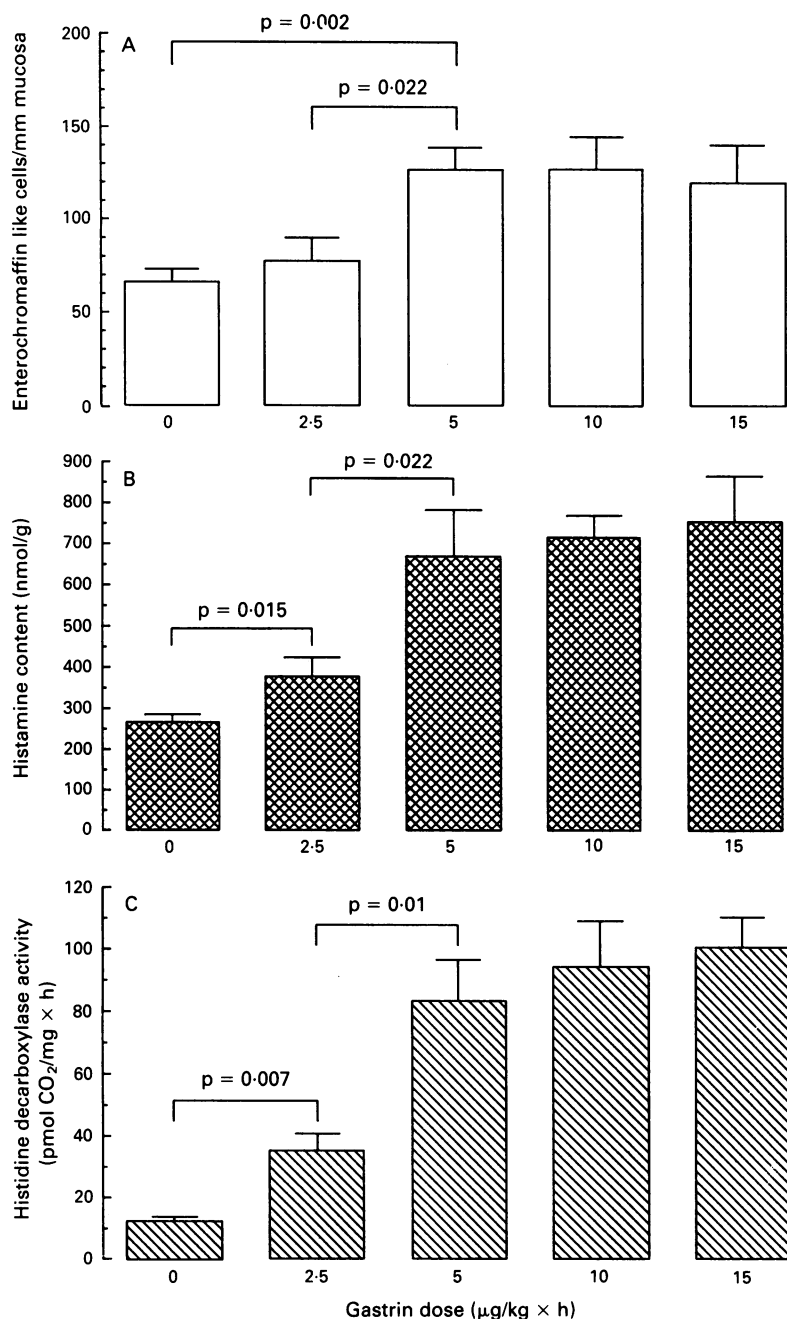 A
p = 0·002
p = 0·022
200
150
100
50
0
Enterochromaffin like cells/mm mucosa
0 2·5 5 10 15
B
p = 0·022
p = 0·015
900
800
700
600
500
400
300
200
100
0
Histamine content (nmol/g)
0 2·5 5 10 15
C
p = 0·01
p = 0·007
120
100
80
60
40
20
0
Histidine decarboxylase activity
(pmol CO₂/mg × h)
0 2·5 5 10 15
Gastrin dose (μg/kg × h)